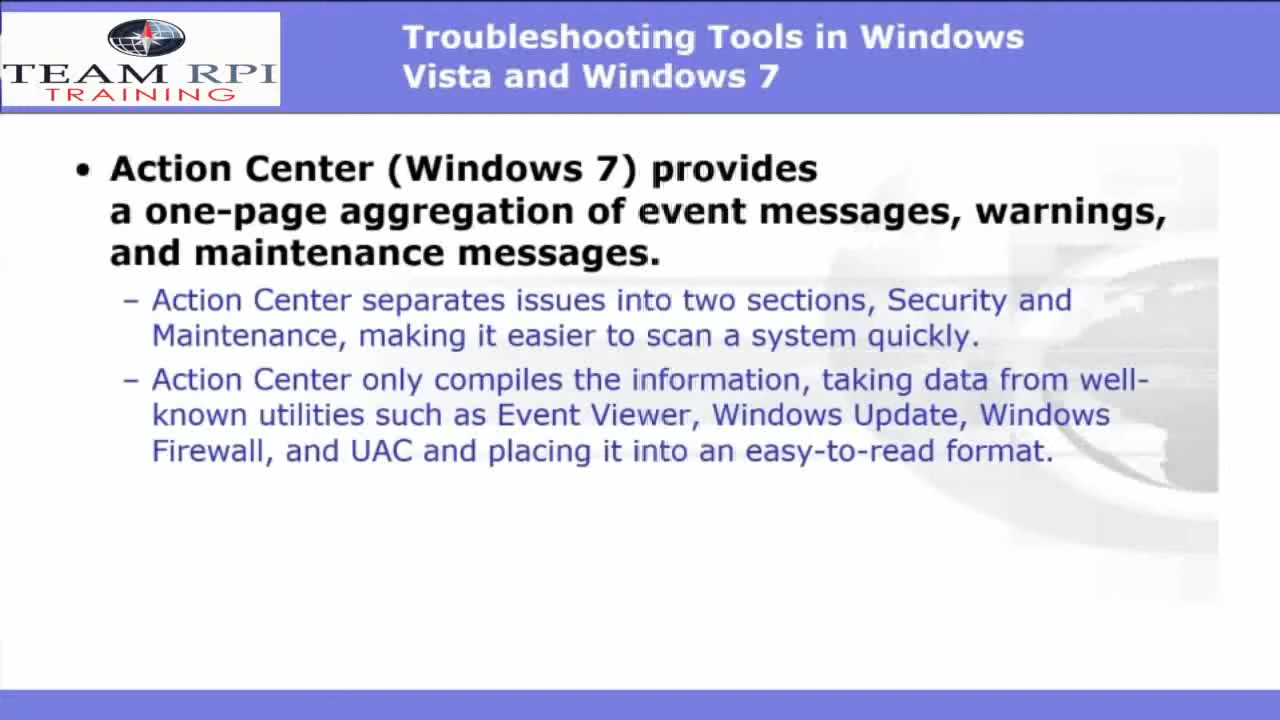 TEAM RPI
TRAINING
Troubleshooting Tools in Windows
Vista and Windows 7
• Action Center (Windows 7) provides
a one-page aggregation of event messages, warnings,
and maintenance messages.
– Action Center separates issues into two sections, Security and
Maintenance, making it easier to scan a system quickly.
– Action Center only compiles the information, taking data from well-
known utilities such as Event Viewer, Windows Update, Windows
Firewall, and UAC and placing it into an easy-to-read format.